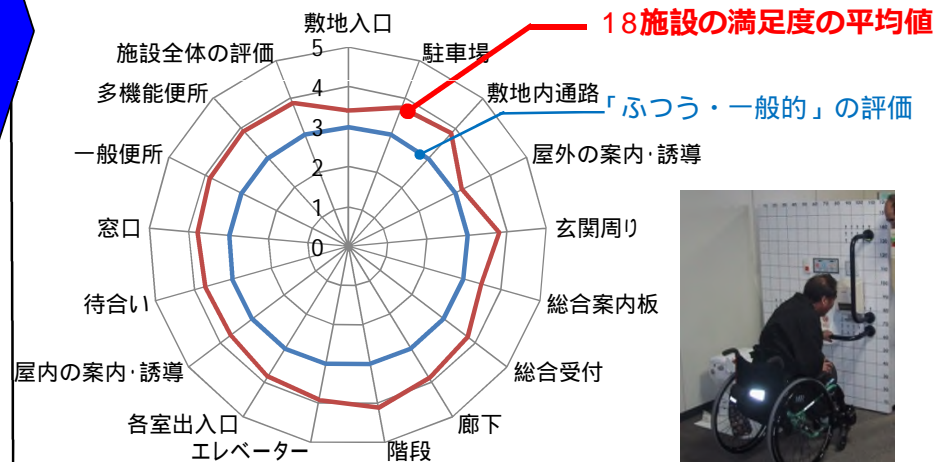 18施設の満足度の平均値
「ふつう・一般的」の評価
敷地入口
駐車場
敷地内通路
屋外の案内・誘導
玄関周り
総合案内板
総合受付
廊下
階段
エレベーター
各室出入口
屋内の案内・誘導
待合い
窓口
一般便所
多機能便所
施設全体の評価
5
4
3
2
1
0